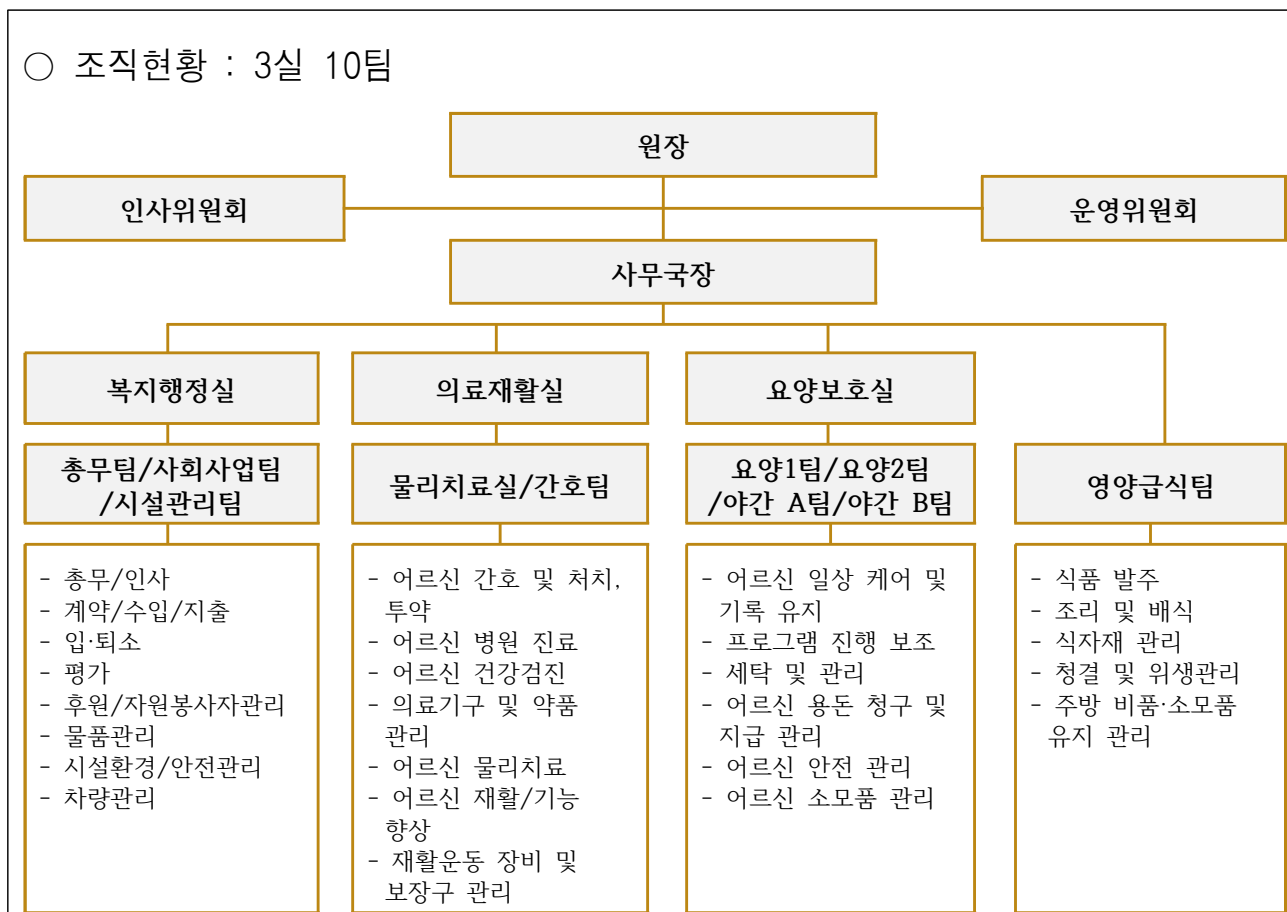 ○ 조직현황 : 3실 10팀
원장
인사위원회
운영위원회
사무국장
복지행정실
의료재활실
요양보호실
총무팀/사회사업팀
/시설관리팀
물리치료실/간호팀
요양1팀/요양2팀
/야간 A팀/야간 B팀
영양급식팀
- 총무/인사
- 계약/수입/지출
- 입·퇴소
- 평가
- 후원/자원봉사자관리
- 물품관리
- 시설환경/안전관리
- 차량관리
- 어르신 간호 및 처치,
투약
- 어르신 병원 진료
- 어르신 건강검진
- 의료기구 및 약품
관리
- 어르신 물리치료
- 어르신 재활/기능
향상
- 재활운동 장비 및
보장구 관리
- 어르신 일상 케어 및
기록 유지
- 프로그램 진행 보조
- 세탁 및 관리
- 어르신 용돈 청구 및
지급 관리
- 어르신 안전 관리
- 어르신 소모품 관리
- 식품 발주
- 조리 및 배식
- 식자재 관리
- 청결 및 위생관리
- 주방 비품·소모품
유지 관리